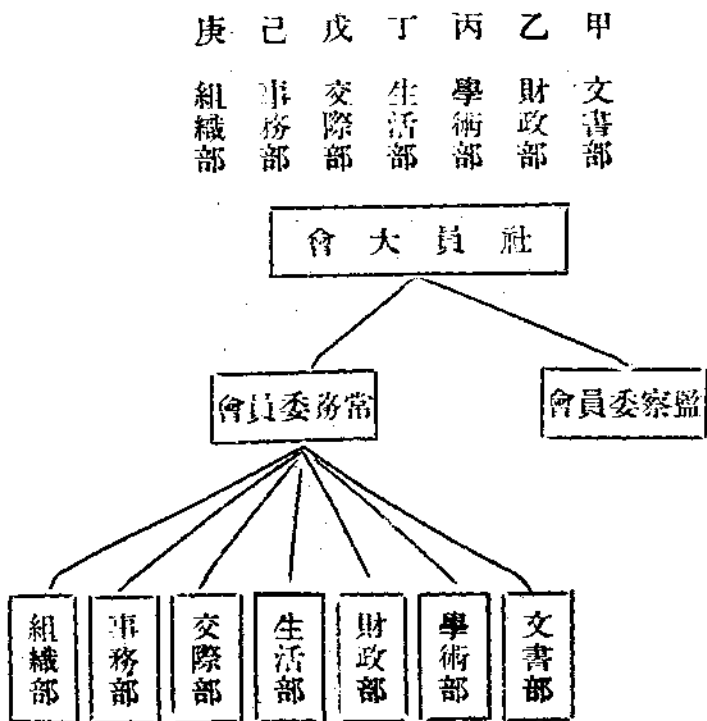 甲 文書部
乙 財政部
丙 學術部
丁 生活部
戊 交際部
己 事務部
庚 組織部
社員大會
監察委員會
常務委員會
文書部
學術部
財政部
生活部
交際部
事務部
組織部